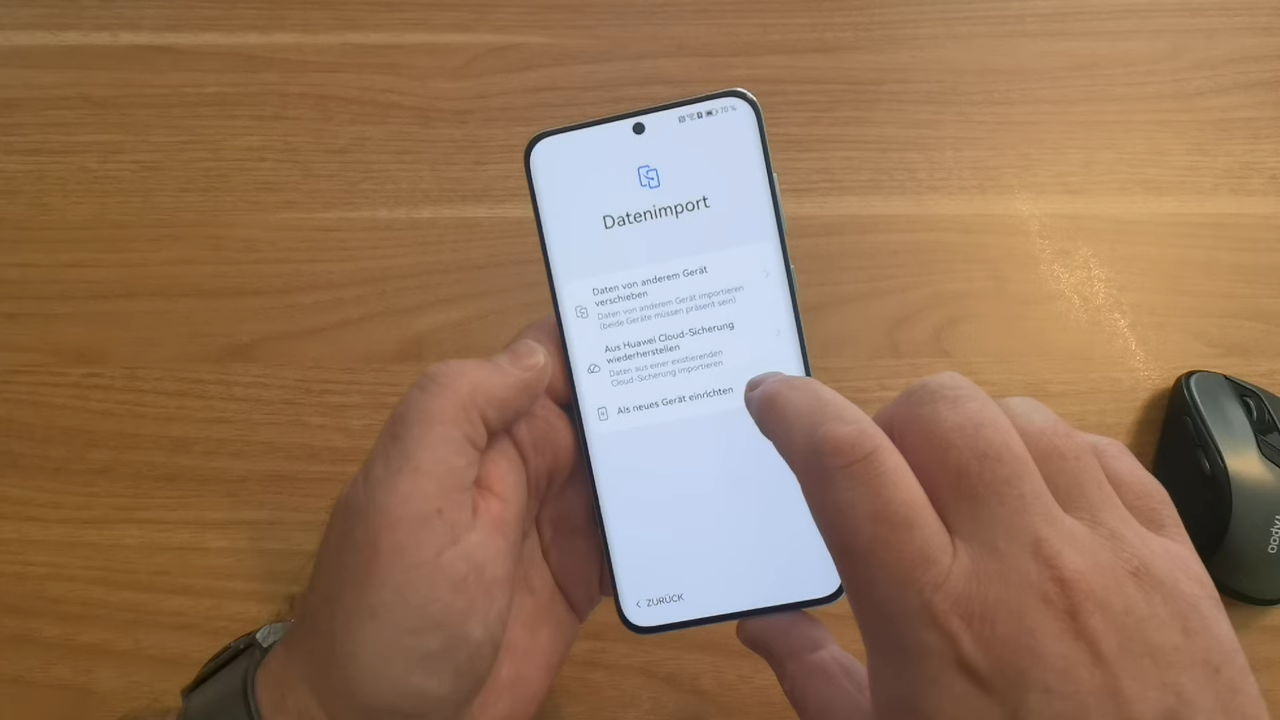 70 %
Datenimport
Daten von anderem Gerät
verschieben
Daten von anderem Gerät importieren
(beide Geräte müssen präsent sein)
Aus Huawei Cloud-Sicherung
wiederherstellen
Daten aus einer existierenden
Cloud-Sicherung importieren
Als neues Gerät einrichten
< ZURÜCK